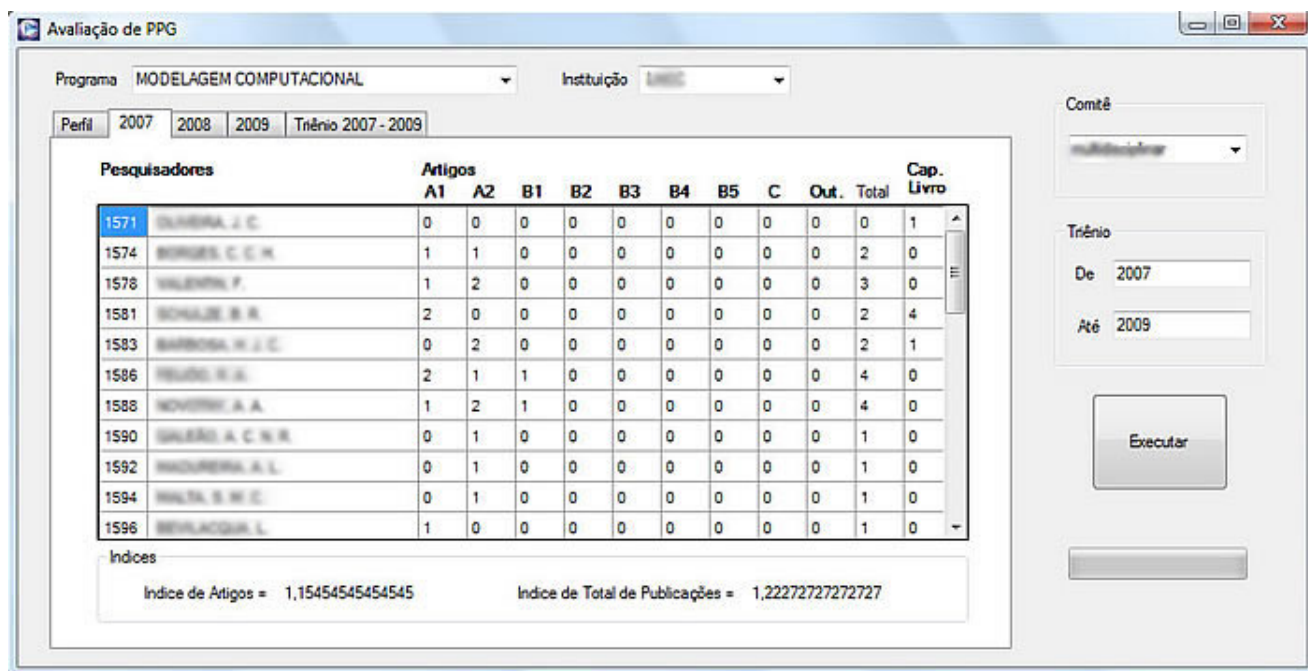 Avaliação de PPG
Programa MODELAGEM COMPUTACIONAL Instituição
Comitê
Perfil 2007 2008 2009 Triênio 2007 - 2009
Pesquisadores Artigos Cap.
A1 A2 B1 B2 B3 B4 B5 C Out. Total Livro
1571 0 0 0 0 0 0 0 0 0 0 1
1574 1 1 0 0 0 0 0 0 0 2 0
1578 1 2 0 0 0 0 0 0 0 3 0
1581 2 0 0 0 0 0 0 0 0 2 4
1583 0 2 0 0 0 0 0 0 0 2 1
1586 2 1 1 0 0 0 0 0 0 4 0
1588 1 2 1 0 0 0 0 0 0 4 0
1590 0 1 0 0 0 0 0 0 0 1 0
1592 0 1 0 0 0 0 0 0 0 1 0
1594 0 1 0 0 0 0 0 0 0 1 0
1596 1 0 0 0 0 0 0 0 0 1 0
Triênio
De 2007
Até 2009
Executar
Indices
Indice de Artigos = 1,15454545454545 Indice de Total de Publicações = 1,22272727272727